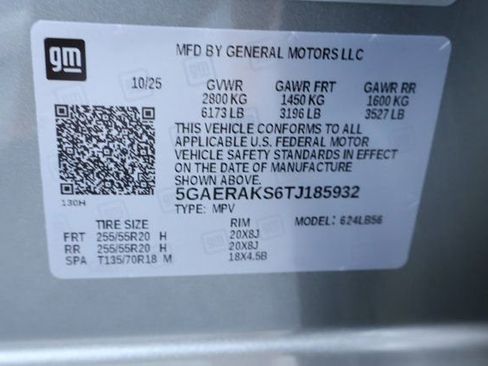 gm
MFD BY GENERAL MOTORS LLC
10/25 GVWR GAWR FRT GAWR RR
2800 KG 1450 KG 1600 KG
6173 LB 3196 LB 3527 LB
THIS VEHICLE CONFORMS TO ALL
APPLICABLE U.S. FEDERAL MOTOR
VEHICLE SAFETY STANDARDS IN EFFECT
ON THE DATE OF MANUFACTURE
SHOWN ABOVE.
130H 5GAERAKS6TJ185932
TYPE: MPV MODEL: 624LB56
TIRE SIZE RIM
FRT 255/55R20 H 20X8J
RR 255/55R20 H 20X8J
SPA T135/70R18 M 18X4.5B